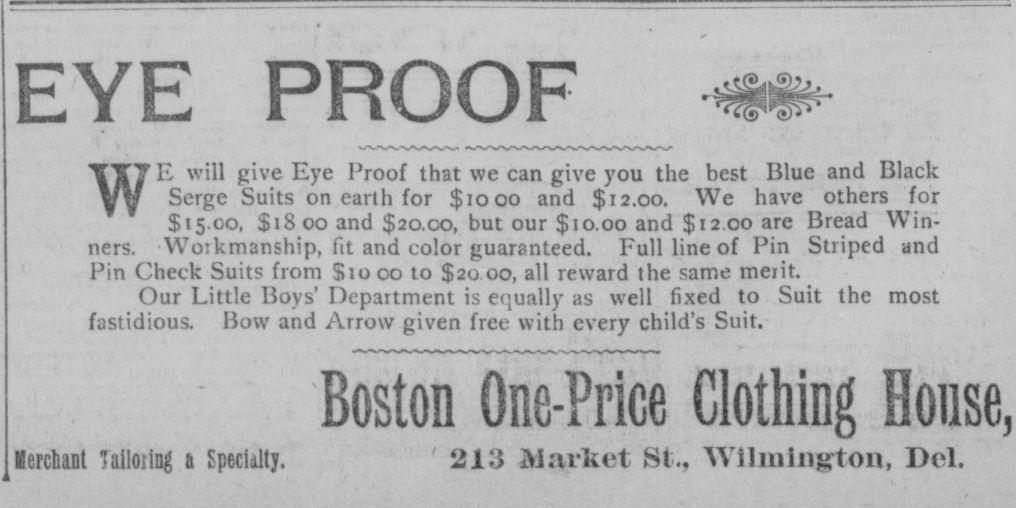 EYE PROOF
WE will give Eye Proof that we can give you the best Blue and Black
Serge Suits on earth for $10 00 and $12.00. We have others for
$15.00, $18 00 and $20.00, but our $10.00 and $12.00 are Bread Win-
ners. Workmanship, fit and color guaranteed. Full line of Pin Striped and
Pin Check Suits from $10 00 to $20.00, all reward the same merit.
Our Little Boys' Department is equally as well fixed to Suit the most
fastidious. Bow and Arrow given free with every child's Suit.
Boston One-Price Clothing House,
Merchant Tailoring a Specialty. 213 Market St., Wilmington, Del.